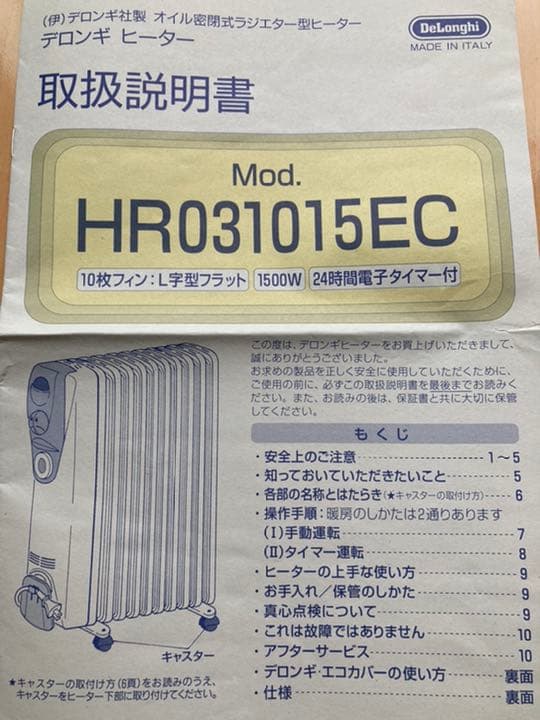 (伊)デロンギ社製 オイル密閉式ラジエター型ヒーター
デロンギ ヒーター
DeLonghi
MADE IN ITALY
取扱説明書
Mod.
HR031015EC
10枚フィン:L字型フラット 1500W 24時間電子タイマー付
この度は、デロンギヒーターをお買上げいただきまして、
誠にありがとうございました。
お求めの製品を正しく安全に使用していただくために、
ご使用の前に、必ずこの取扱説明書を最後までお読みく
ださい。また、お読みの後は、保証書と共に大切に保管
してください。
もくじ
・安全上のご注意 1〜5
・知っておいていただきたいこと 5
・各部の名称とはたらき(★キャスターの取付け方) 6
・操作手順:暖房のしかたは2通りあります
(I)手動運転 7
(II)タイマー運転 8
・ヒーターの上手な使い方 9
・お手入れ/保管のしかた 9
・真心点検について 9
・これは故障ではありません 10
・アフターサービス 10
・デロンギ・エコカバーの使い方 裏面
・仕様 裏面
キャスター
★キャスターの取付け方(6頁)をお読みのうえ、
キャスターをヒーター下部に取り付けてください。